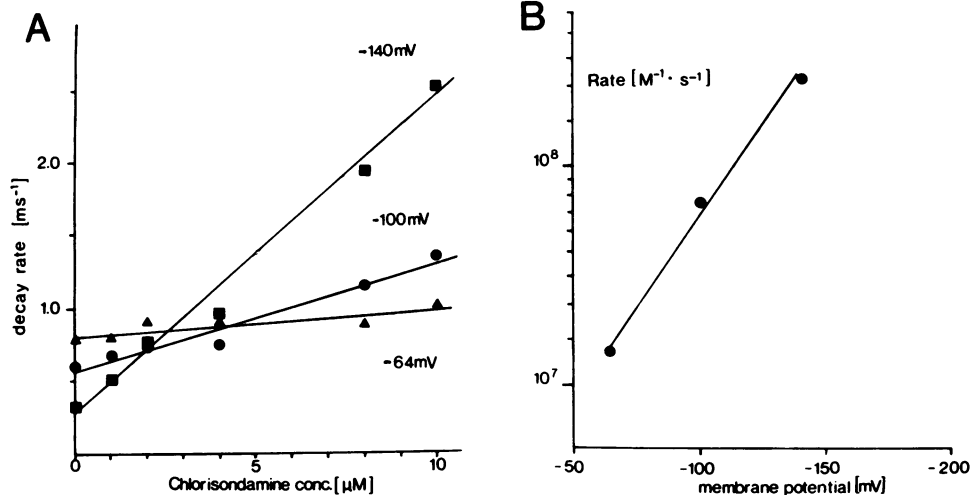 A
-140mV
2.0
-100mV
1.0
-64mV
decay rate [ms⁻¹]
0
5
10
Chlorisondamine conc.[μM]
B
Rate [M⁻¹· s⁻¹]
10⁸
10⁷
-50
-100
-150
-200
membrane potential[mV]